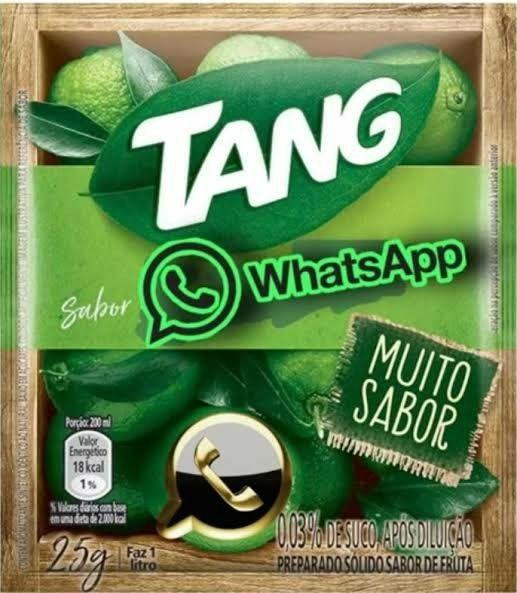 TANG
WhatsApp
Sabor
MUITO
SABOR
Porção: 200 ml
Valor
Energético
18 kcal
1%
% Valores diários com base
em uma dieta de 2.000 kcal
0,03% DE SUCO, APÓS DILUIÇÃO
25g
Faz 1
litro
PREPARADO SÓLIDO SABOR DE FRUTA